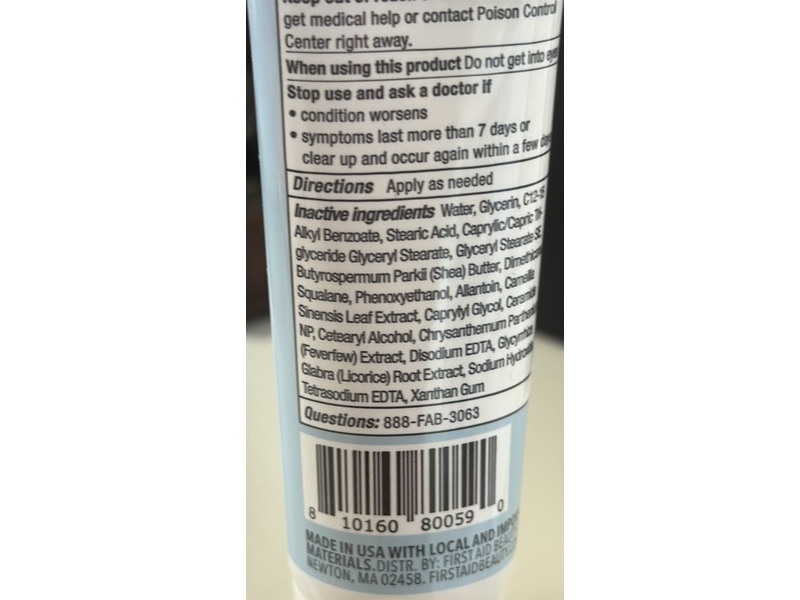 get medical help or contact Poison Control
Center right away.
When using this product Do not get into eyes
Stop use and ask a doctor if
• condition worsens
• symptoms last more than 7 days or
clear up and occur again within a few
Directions Apply as needed
Inactive ingredients Water, Glycerin, C12-15
Alkyl Benzoate, Stearic Acid, Caprylic/Capric Tri-
glyceride Glyceryl Stearate, Glyceryl Stearate SE,
Butyrospermum Parkii (Shea) Butter,
Squalane, Phenoxyethanol, Allantoin,
Sinensis Leaf Extract, Caprylyl Glycol,
NP, Cetearyl Alcohol, Chrysanthemum
(Feverfew) Extract, Disodium EDTA,
Glabra (Licorice) Root Extract, Sodium
Tetrasodium EDTA, Xanthan Gum
Questions: 888-FAB-3063
8 10160 80059 0
MADE IN USA WITH LOCAL AND
MATERIALS. DISTR. BY: FIRST AID
NEWTON, MA 02458.